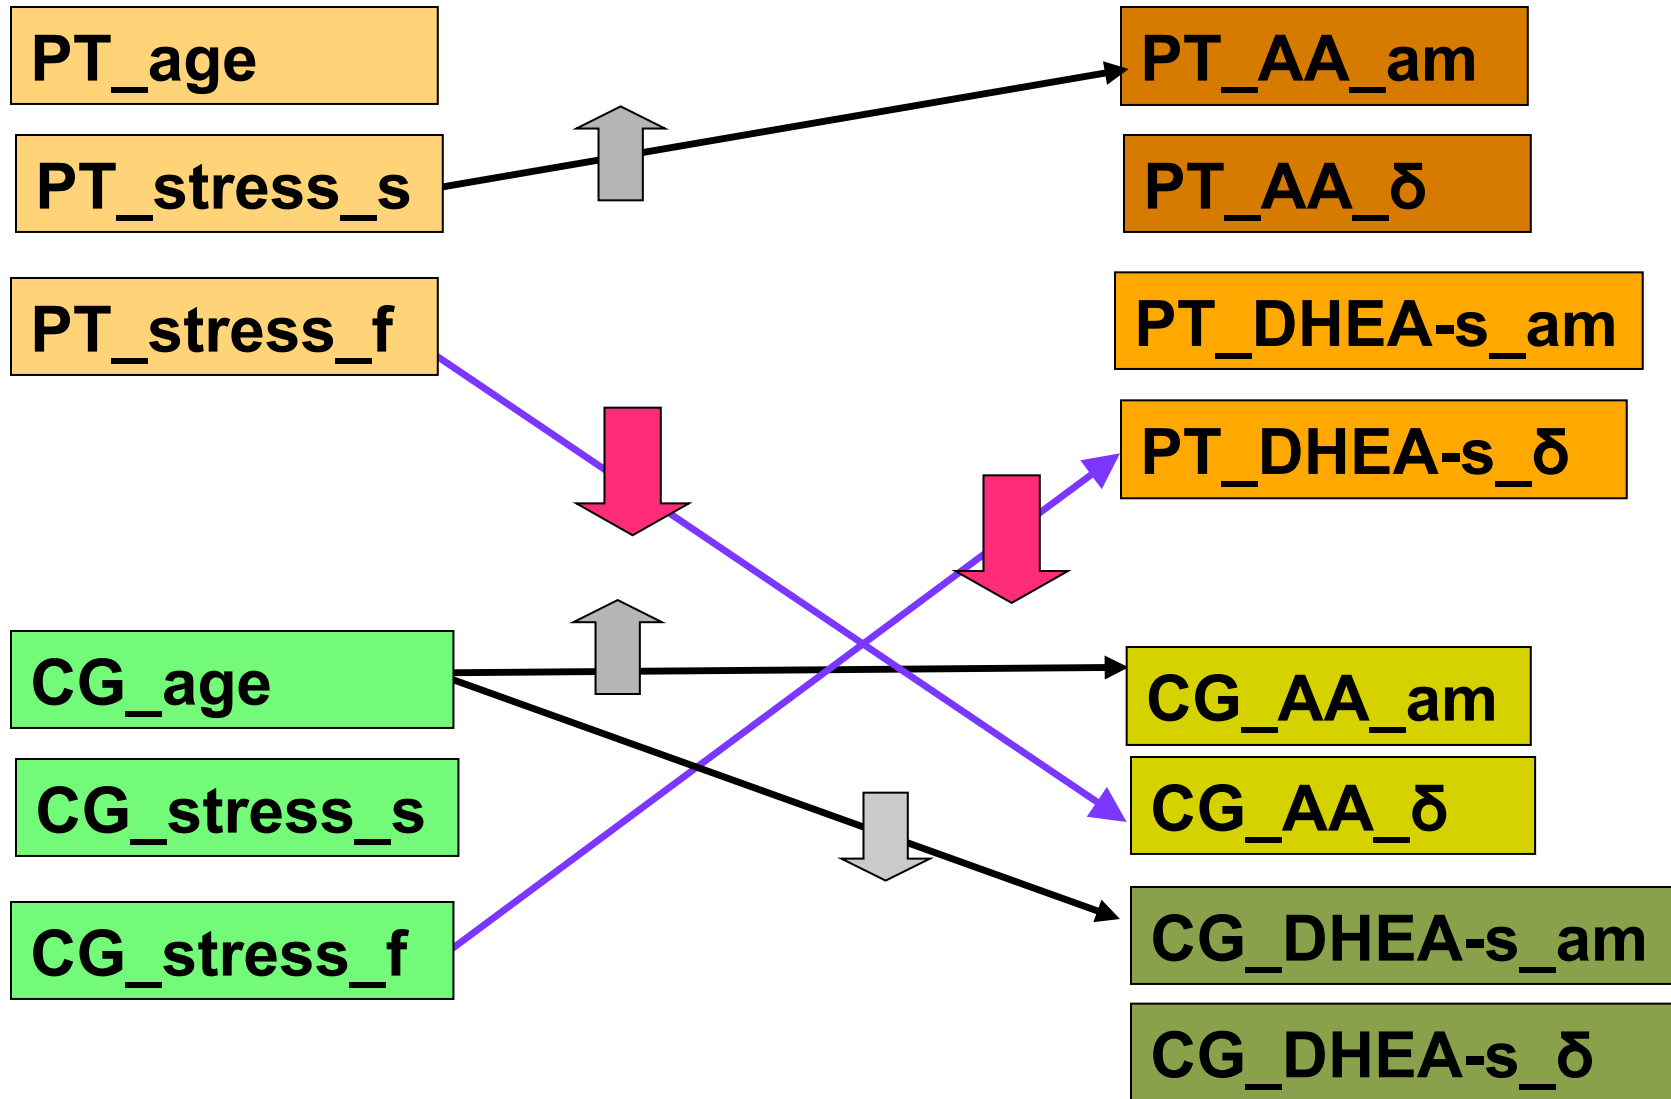 PT_age
PT_stress_s
PT_stress_f
CG_age
CG_stress_s
CG_stress_f
PT_AA_am
PT_AA_δ
PT_DHEA-s_am
PT_DHEA-s_δ
CG_AA_am
CG_AA_δ
CG_DHEA-s_am
CG_DHEA-s_δ